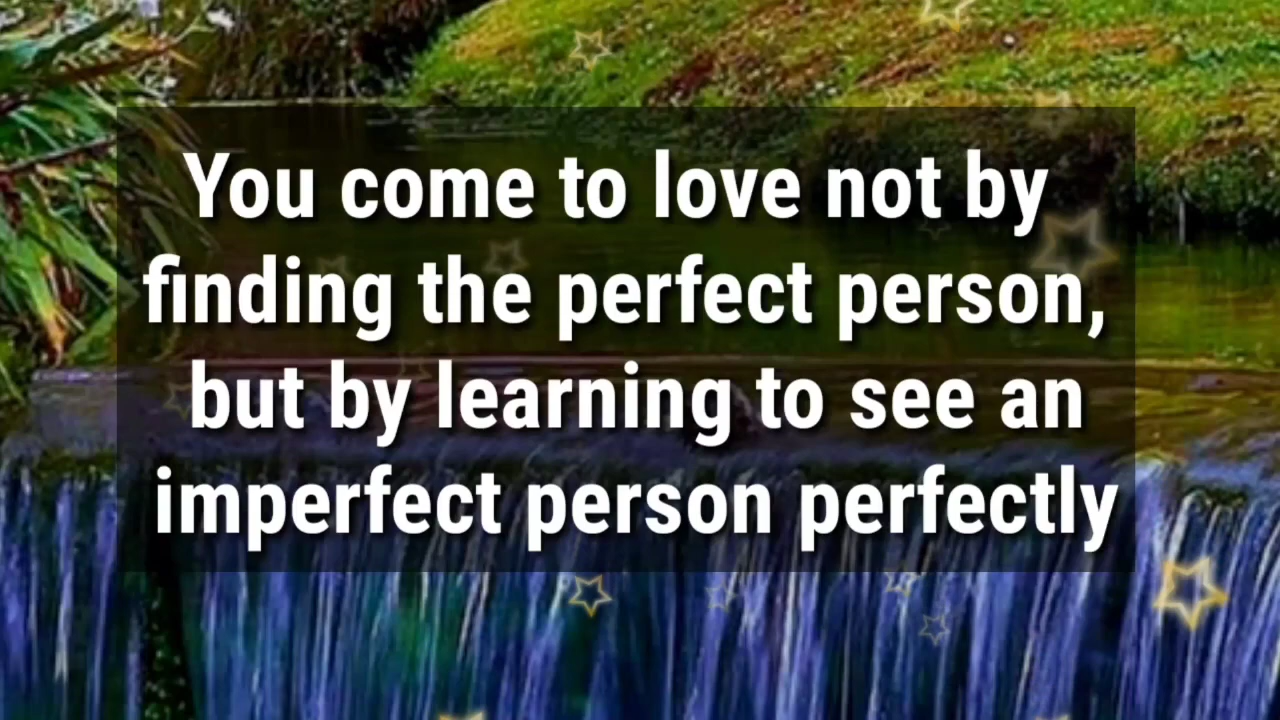 You come to love not by
finding the perfect person,
but by learning to see an
imperfect person perfectly